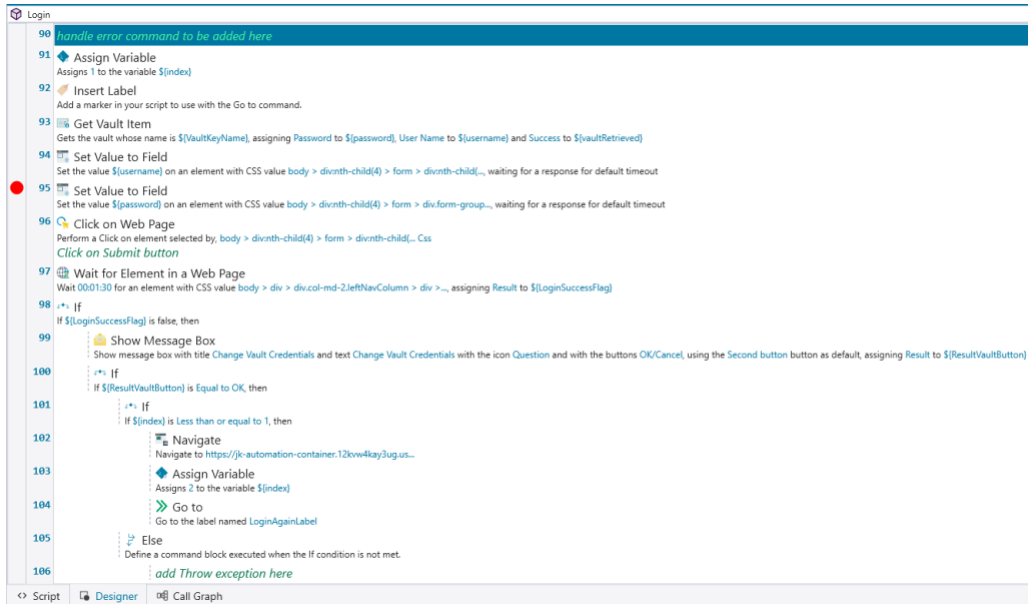 Login
90 handle error command to be added here
91 Assign Variable
Assigns 1 to the variable ${index}
92 Insert Label
Add a marker in your script to use with the Go to command.
93 Get Vault Item
Gets the vault whose name is ${VaultKeyName}, assigning Password to ${password}, User Name to ${username} and Success to ${vaultRetrieved}
94 Set Value to Field
Set the value ${username} on an element with CSS value body > div:nth-child(4) > form > div:nth-child(..., waiting for a response for default timeout
95 Set Value to Field
Set the value ${password} on an element with CSS value body > div:nth-child(4) > form > div.form-group..., waiting for a response for default timeout
96 Click on Web Page
Perform a Click on element selected by, body > div:nth-child(4) > form > div:nth-child(... Css
Click on Submit button
97 Wait for Element in a Web Page
Wait 00:01:30 for an element with CSS value body > div > div.col-md-2.leftNavColumn > div >..., assigning Result to ${LoginSuccessFlag}
98 If
If ${LoginSuccessFlag} is false, then
99 Show Message Box
Show message box with title Change Vault Credentials and text Change Vault Credentials with the icon Question and with the buttons OK/Cancel, using the Second button button as default, assigning Result to ${ResultVaultButton}
100 If
If ${ResultVaultButton} is Equal to OK, then
101 If
If ${index} is Less than or equal to 1, then
102 Navigate
Navigate to https://jk-automation-container.12kvw4kay3ug.us...
103 Assign Variable
Assigns 2 to the variable ${index}
104 Go to
Go to the label named LoginAgainLabel
105 Else
Define a command block executed when the If condition is not met.
106 add Throw exception here
<> Script Designer Call Graph